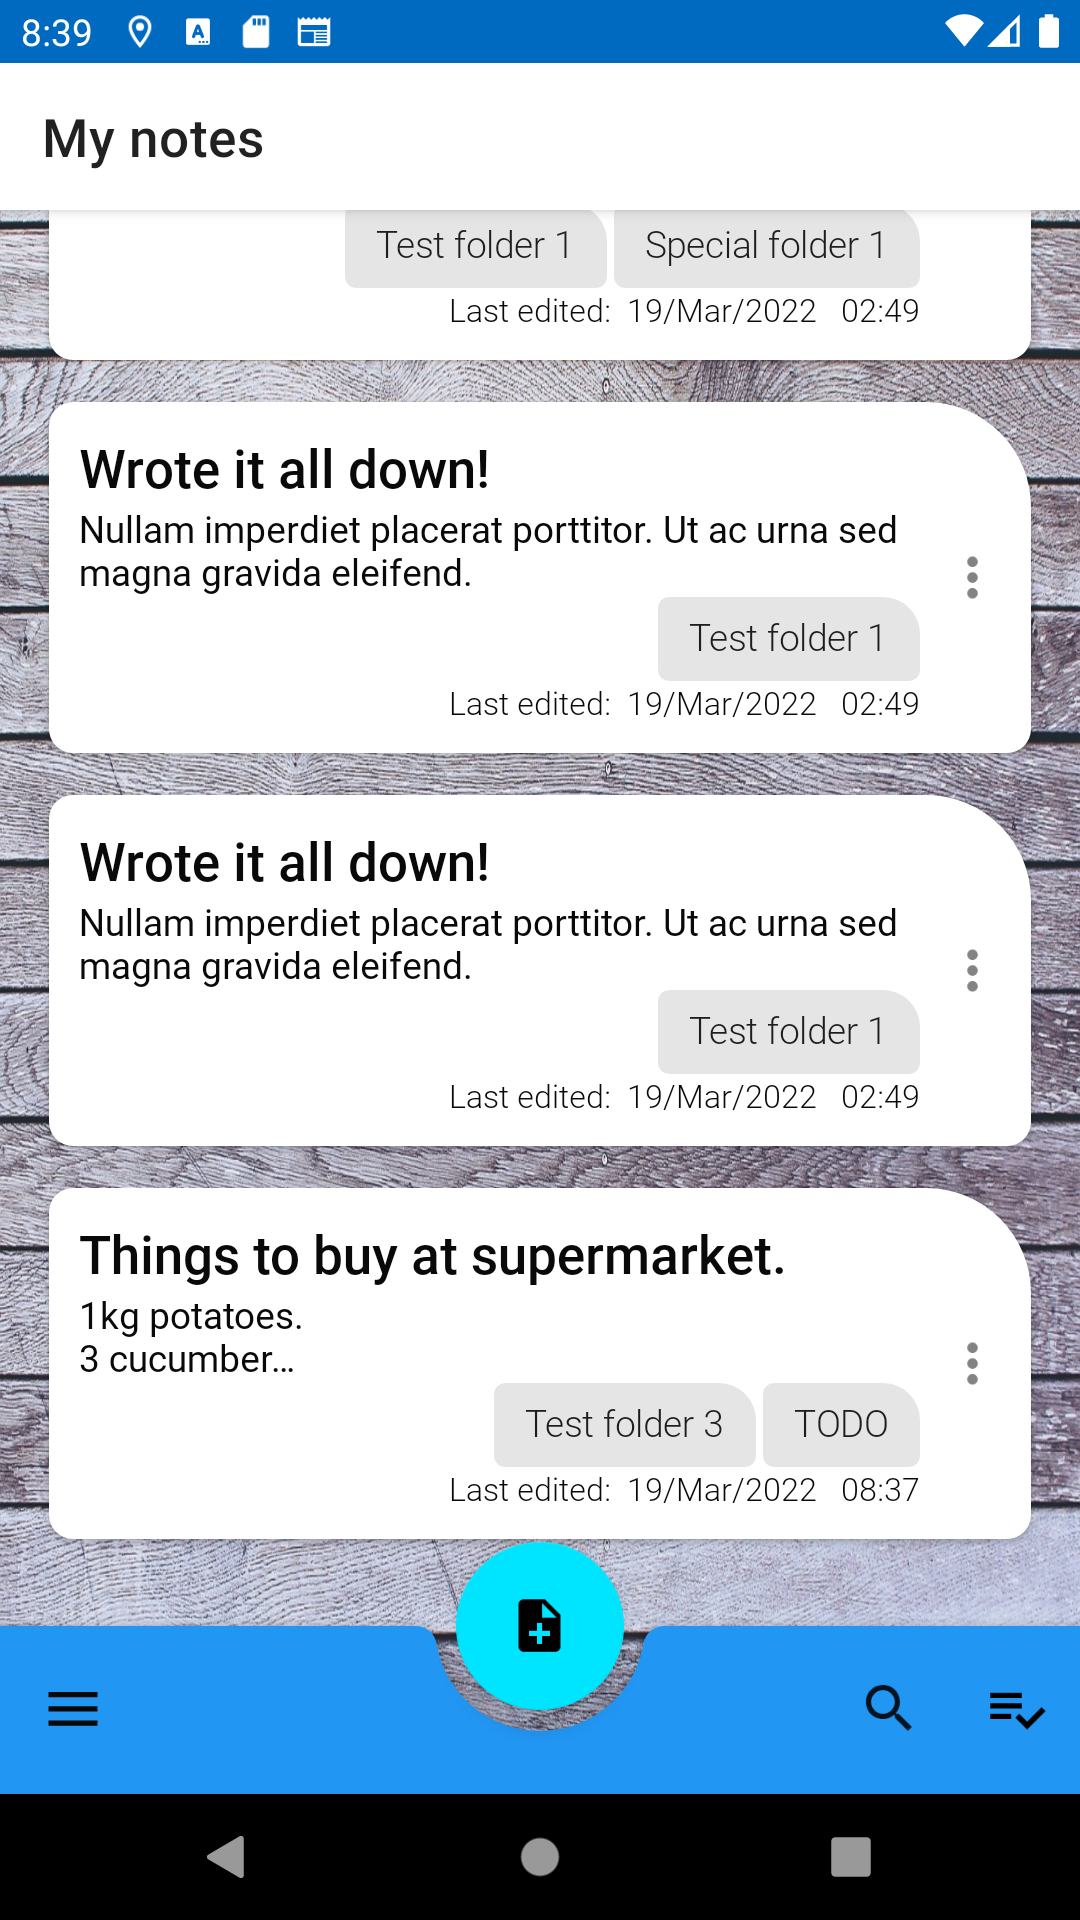 8:39
My notes
Test folder 1 Special folder 1
Last edited: 19/Mar/2022 02:49
Wrote it all down!
Nullam imperdiet placerat porttitor. Ut ac urna sed
magna gravida eleifend.
Test folder 1
Last edited: 19/Mar/2022 02:49
Wrote it all down!
Nullam imperdiet placerat porttitor. Ut ac urna sed
magna gravida eleifend.
Test folder 1
Last edited: 19/Mar/2022 02:49
Things to buy at supermarket.
1kg potatoes.
3 cucumber…
Test folder 3 TODO
Last edited: 19/Mar/2022 08:37